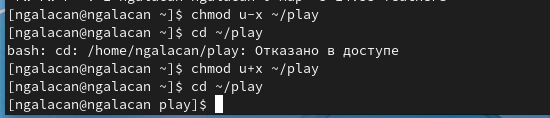 [ngalacan@ngalacan ~]$ chmod u-x ~/play
[ngalacan@ngalacan ~]$ cd ~/play
bash: cd: /home/ngalacan/play: Отказано в доступе
[ngalacan@ngalacan ~]$ chmod u+x ~/play
[ngalacan@ngalacan ~]$ cd ~/play
[ngalacan@ngalacan play]$